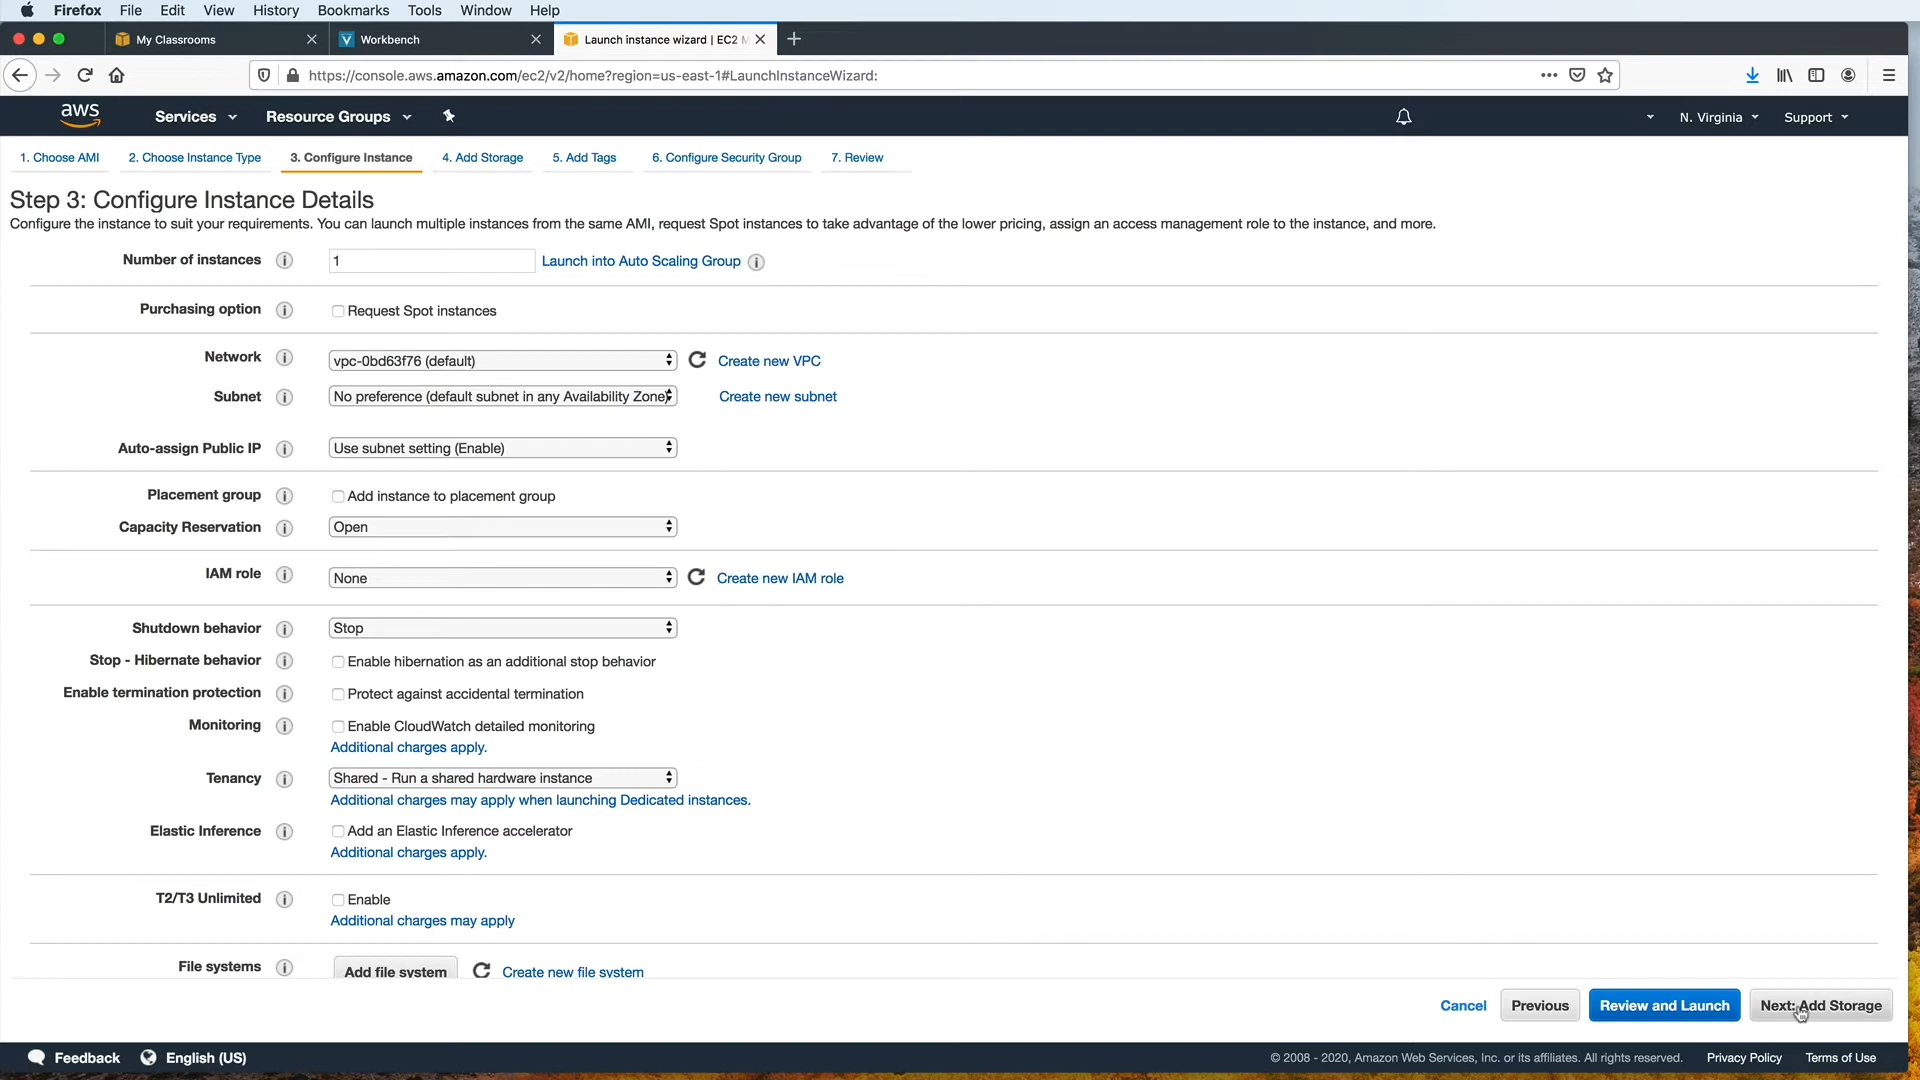 Firefox File Edit View History Bookmarks Tools Window Help
My Classrooms Workbench Launch instance wizard | EC2 M
https://console.aws.amazon.com/ec2/v2/home?region=us-east-1#LaunchInstanceWizard:
aws Services Resource Groups N. Virginia Support
1. Choose AMI 2. Choose Instance Type 3. Configure Instance 4. Add Storage 5. Add Tags 6. Configure Security Group 7. Review
Step 3: Configure Instance Details
Configure the instance to suit your requirements. You can launch multiple instances from the same AMI, request Spot instances to take advantage of the lower pricing, assign an access management role to the instance, and more.
Number of instances 1 Launch into Auto Scaling Group
Purchasing option Request Spot instances
Network vpc-0bd63f76 (default) Create new VPC
Subnet No preference (default subnet in any Availability Zone) Create new subnet
Auto-assign Public IP Use subnet setting (Enable)
Placement group Add instance to placement group
Capacity Reservation Open
IAM role None Create new IAM role
Shutdown behavior Stop
Stop - Hibernate behavior Enable hibernation as an additional stop behavior
Enable termination protection Protect against accidental termination
Monitoring Enable CloudWatch detailed monitoring
Additional charges apply.
Tenancy Shared - Run a shared hardware instance
Additional charges may apply when launching Dedicated instances.
Elastic Inference Add an Elastic Inference accelerator
Additional charges apply.
T2/T3 Unlimited Enable
Additional charges may apply
File systems Add file system Create new file system
Cancel Previous Review and Launch Next: Add Storage
Feedback English (US) © 2008 - 2020, Amazon Web Services, Inc. or its affiliates. All rights reserved. Privacy Policy Terms of Use